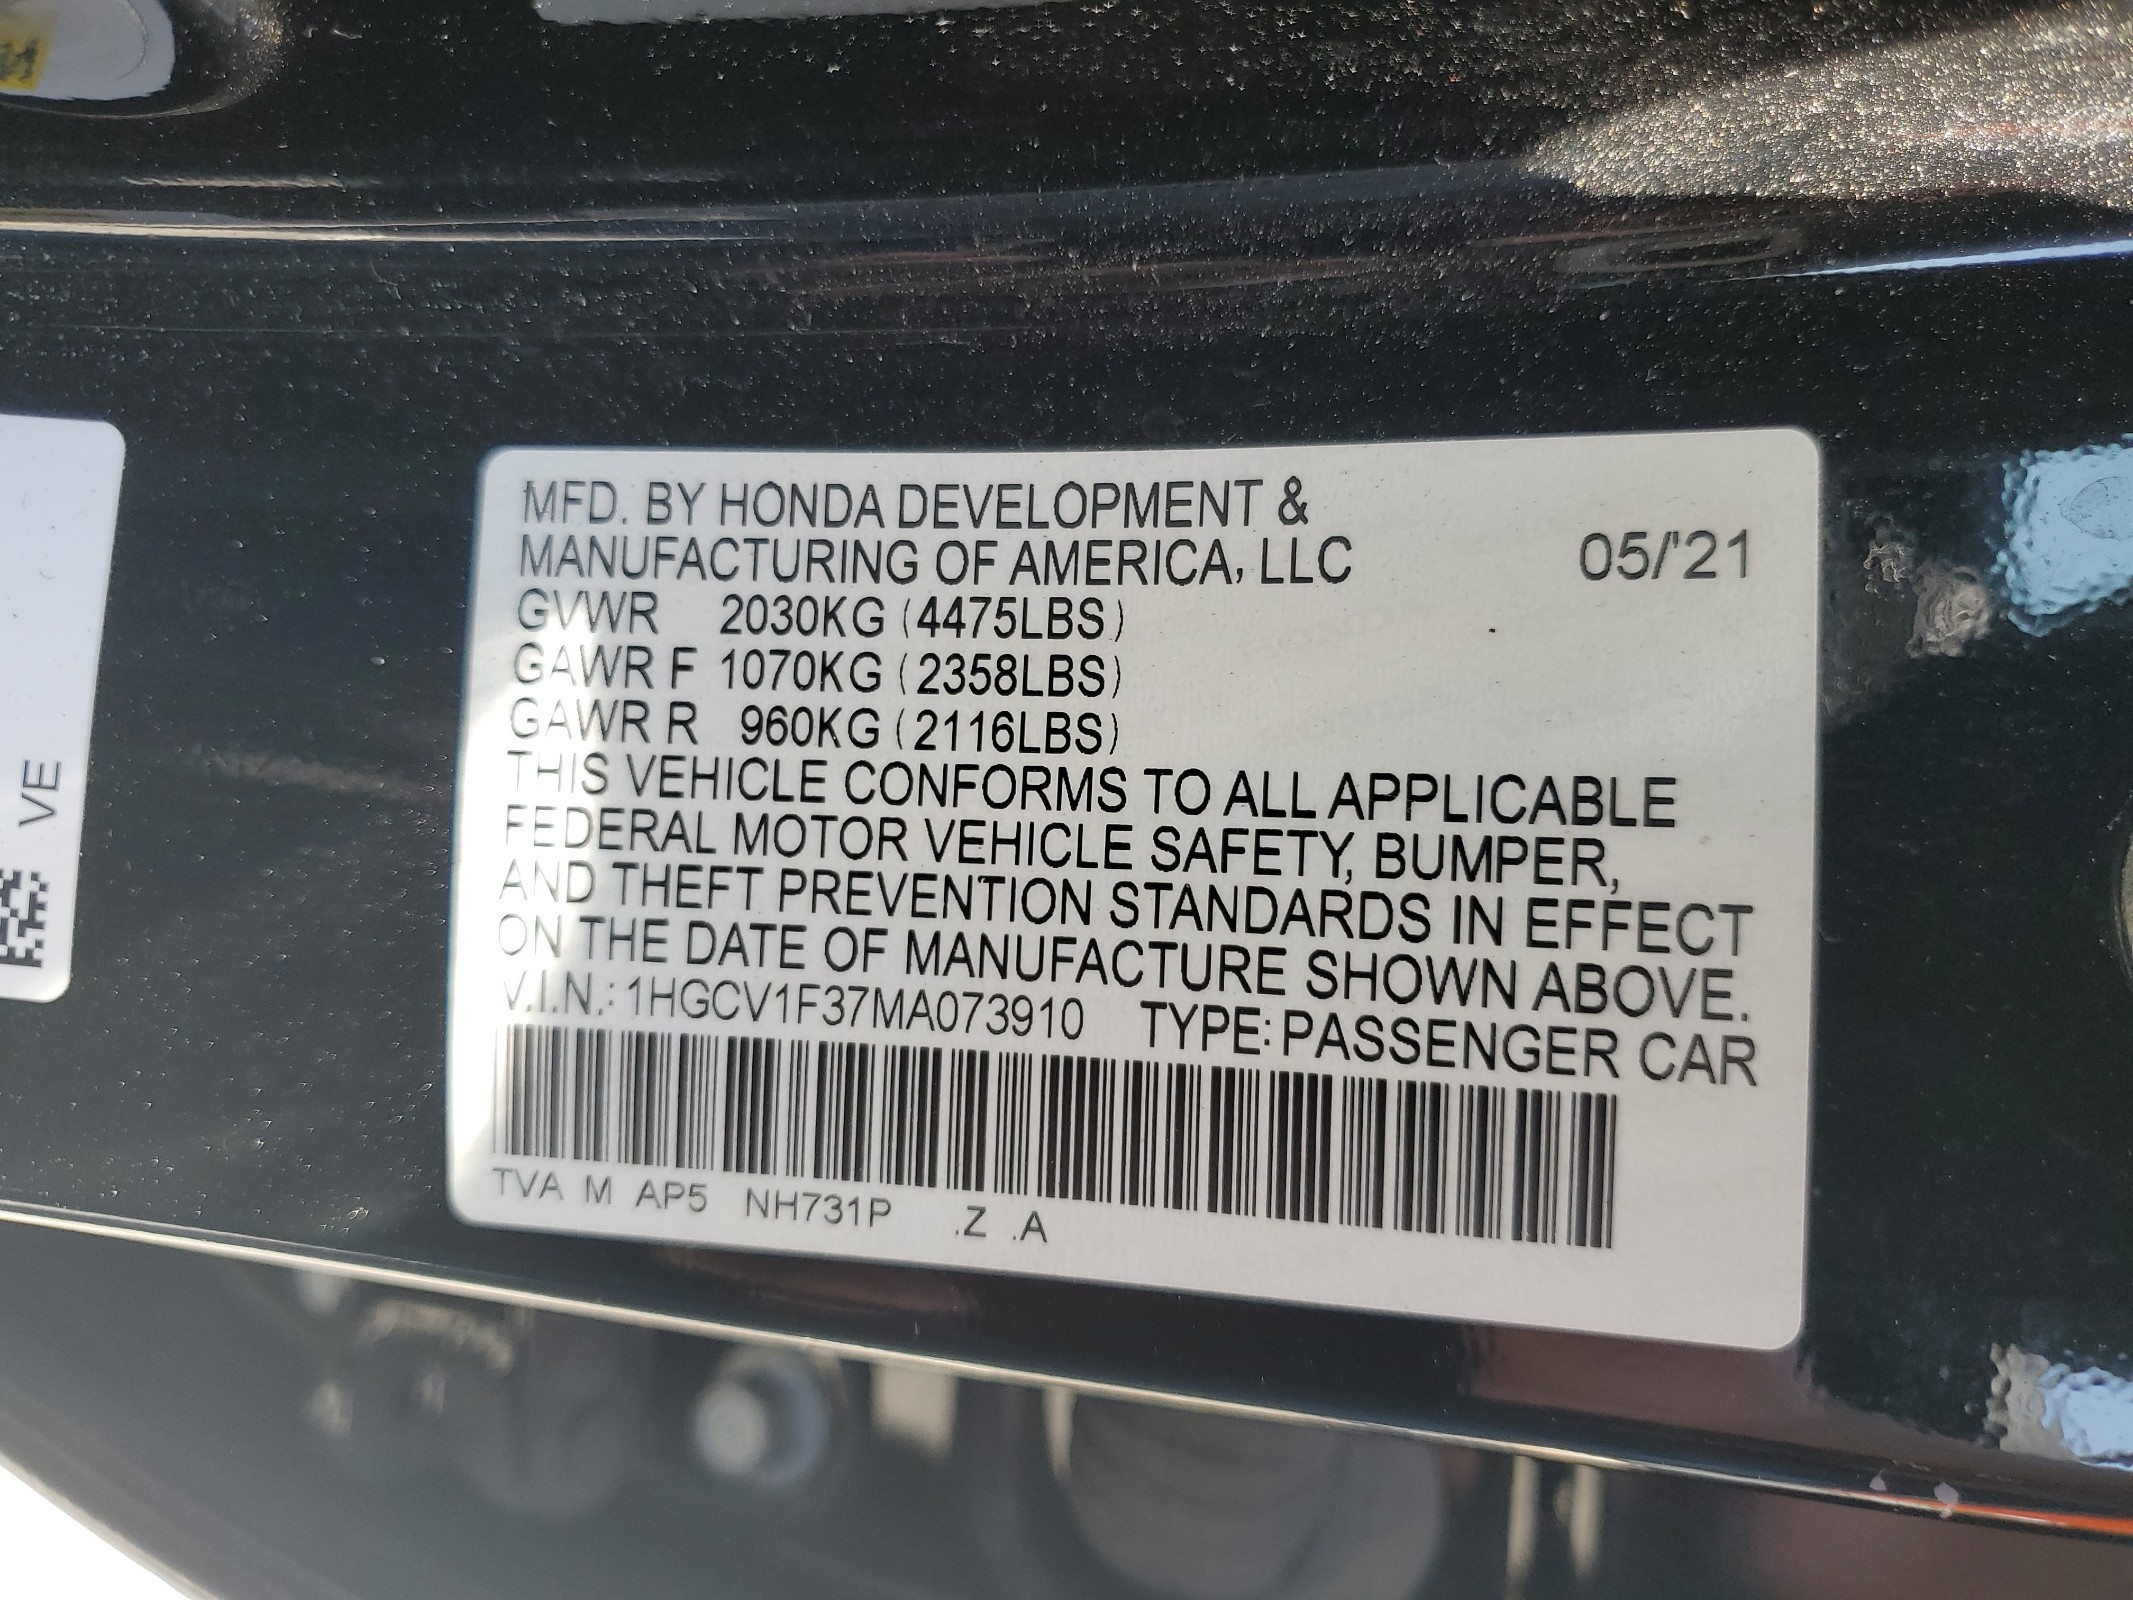 MFD. BY HONDA DEVELOPMENT &
MANUFACTURING OF AMERICA, LLC 05/'21
GVWR 2030KG (4475LBS)
GAWR F 1070KG (2358LBS)
GAWR R 960KG (2116LBS)
THIS VEHICLE CONFORMS TO ALL APPLICABLE
FEDERAL MOTOR VEHICLE SAFETY, BUMPER,
AND THEFT PREVENTION STANDARDS IN EFFECT
ON THE DATE OF MANUFACTURE SHOWN ABOVE.
V.I.N.: 1HGCV1F37MA073910 TYPE: PASSENGER CAR
TVA M AP5 NH731P .Z .A
VE